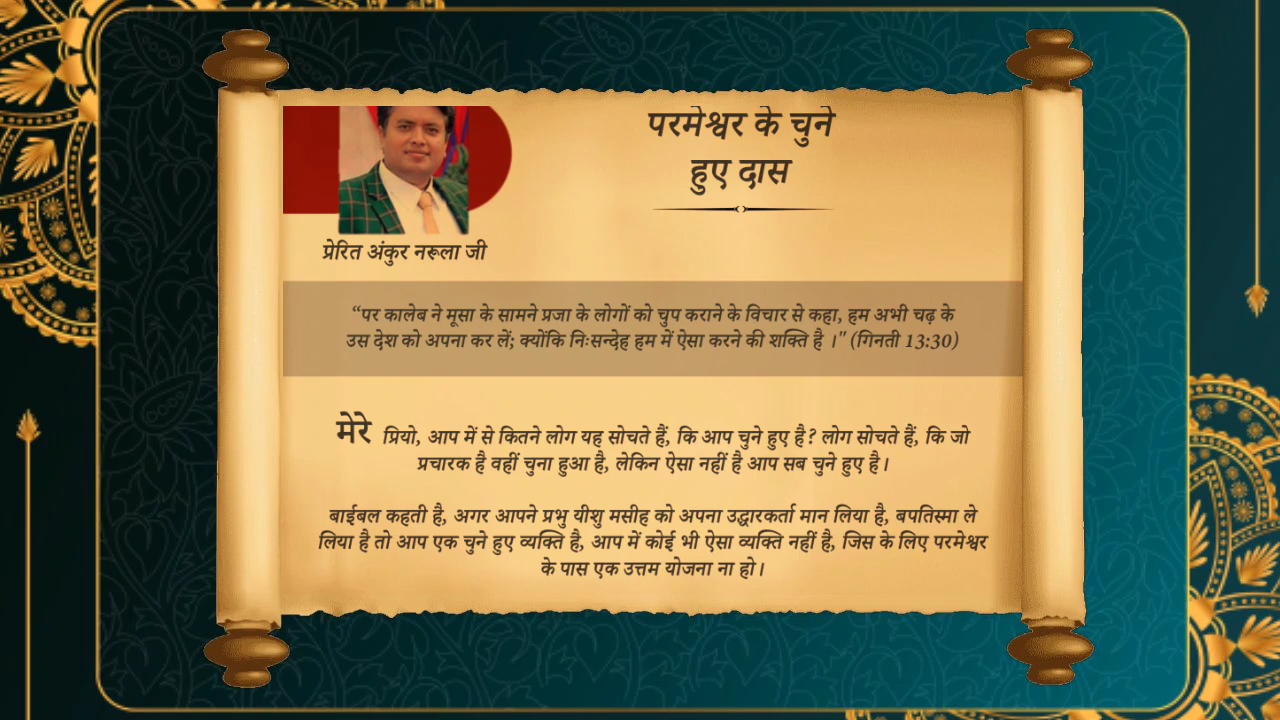 परमेश्वर के चुने
हुए दास
प्रेरित अंकुर नरूला जी
“पर कालेब ने मूसा के सामने प्रजा के लोगों को चुप कराने के विचार से कहा, हम अभी चढ़ के
उस देश को अपना कर लें; क्योंकि निःसन्देह हम में ऐसा करने की शक्ति है ।" (गिनती 13:30)
मेरे प्रियो, आप में से कितने लोग यह सोचते हैं, कि आप चुने हुए है? लोग सोचते हैं, कि जो
प्रचारक है वहीं चुना हुआ है, लेकिन ऐसा नहीं है आप सब चुने हुए है।
बाईबल कहती है, अगर आपने प्रभु यीशु मसीह को अपना उद्धारकर्ता मान लिया है, बपतिस्मा ले
लिया है तो आप एक चुने हुए व्यक्ति है, आप में कोई भी ऐसा व्यक्ति नहीं है, जिस के लिए परमेश्वर
के पास एक उत्तम योजना ना हो।